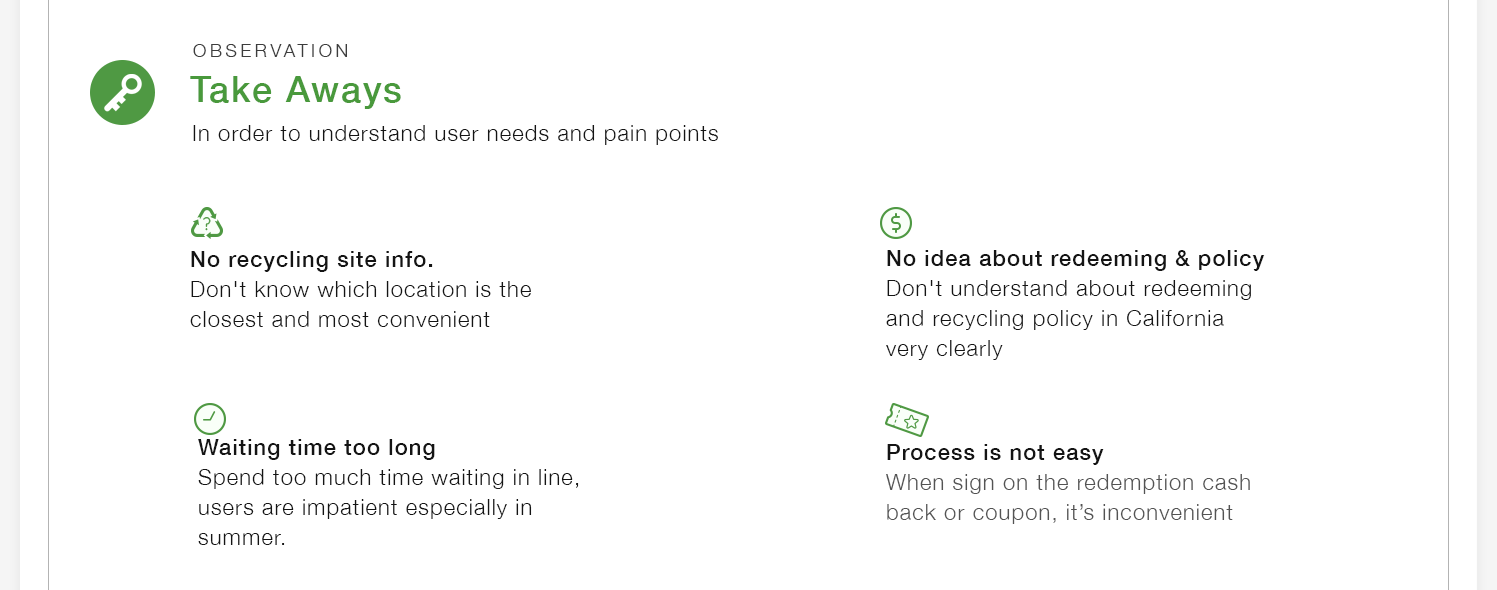 OBSERVATION
Take Aways
In order to understand user needs and pain points
?
No recycling site info.
Don't know which location is the
closest and most convenient
$
No idea about redeeming & policy
Don't understand about redeeming
and recycling policy in California
very clearly
Waiting time too long
Spend too much time waiting in line,
users are impatient especially in
summer.
Process is not easy
When sign on the redemption cash
back or coupon, it’s inconvenient